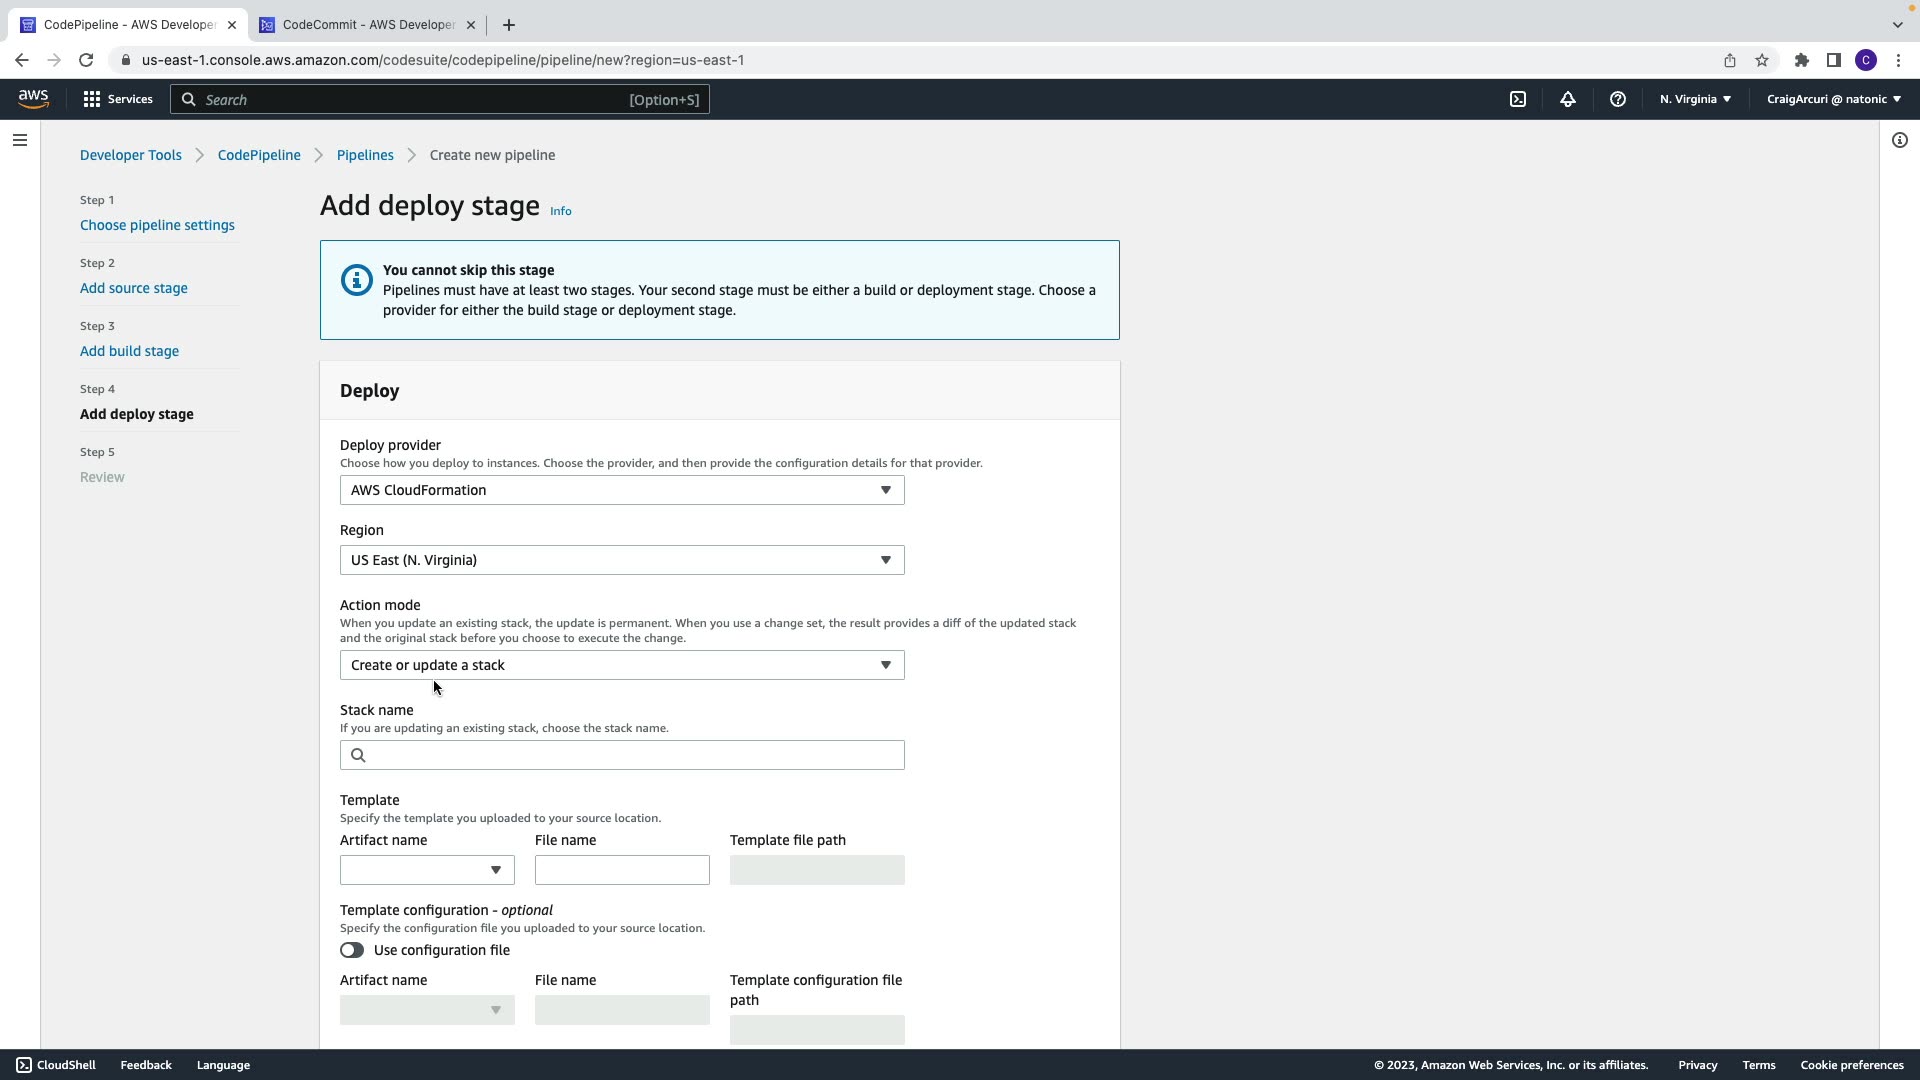 CodePipeline - AWS Developer
CodeCommit - AWS Developer
us-east-1.console.aws.amazon.com/codesuite/codepipeline/pipeline/new?region=us-east-1
C
aws
Services
Search
[Option+S]
N. Virginia
CraigArcuri @ natonic
Developer Tools
CodePipeline
Pipelines
Create new pipeline
Step 1
Choose pipeline settings
Step 2
Add source stage
Step 3
Add build stage
Step 4
Add deploy stage
Step 5
Review
Add deploy stage Info
You cannot skip this stage
Pipelines must have at least two stages. Your second stage must be either a build or deployment stage. Choose a
provider for either the build stage or deployment stage.
Deploy
Deploy provider
Choose how you deploy to instances. Choose the provider, and then provide the configuration details for that provider.
AWS CloudFormation
Region
US East (N. Virginia)
Action mode
When you update an existing stack, the update is permanent. When you use a change set, the result provides a diff of the updated stack
and the original stack before you choose to execute the change.
Create or update a stack
Stack name
If you are updating an existing stack, choose the stack name.
Template
Specify the template you uploaded to your source location.
Artifact name
File name
Template file path
Template configuration - optional
Specify the configuration file you uploaded to your source location.
Use configuration file
Artifact name
File name
Template configuration file
path
CloudShell
Feedback
Language
© 2023, Amazon Web Services, Inc. or its affiliates.
Privacy
Terms
Cookie preferences